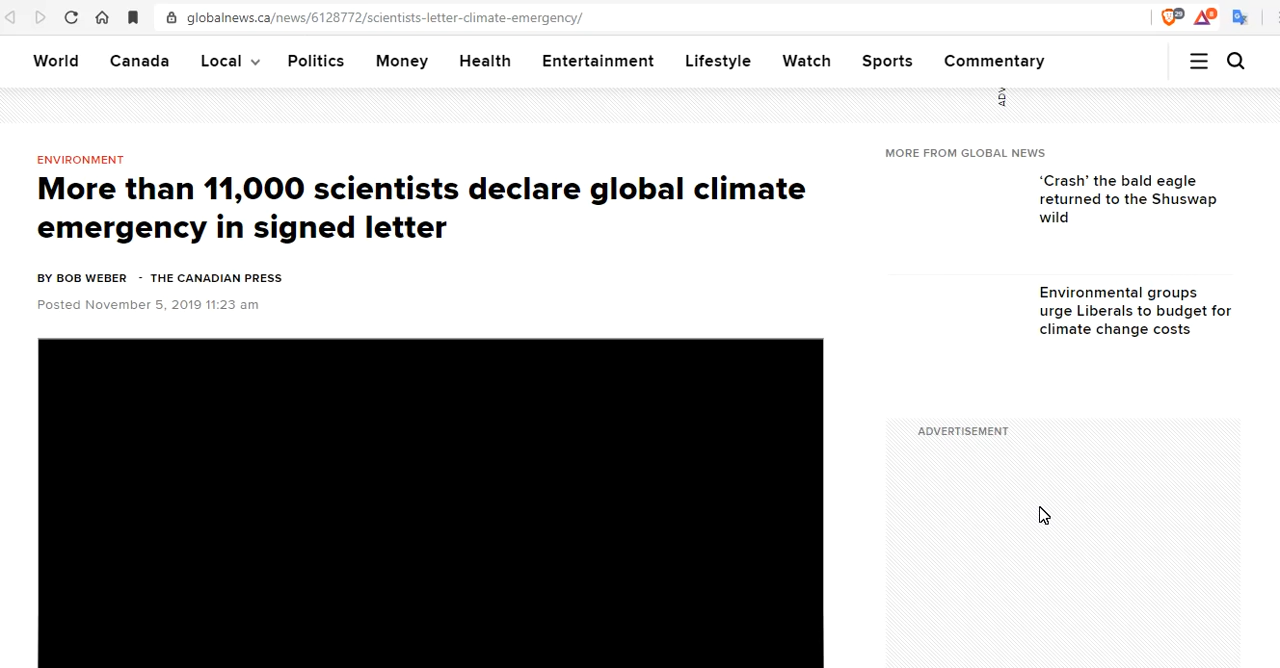 globalnews.ca/news/6128772/scientists-letter-climate-emergency/
29
8
World Canada Local Politics Money Health Entertainment Lifestyle Watch Sports Commentary
ADV
ENVIRONMENT
More than 11,000 scientists declare global climate
emergency in signed letter
BY BOB WEBER - THE CANADIAN PRESS
Posted November 5, 2019 11:23 am
MORE FROM GLOBAL NEWS
‘Crash’ the bald eagle
returned to the Shuswap
wild
Environmental groups
urge Liberals to budget for
climate change costs
ADVERTISEMENT